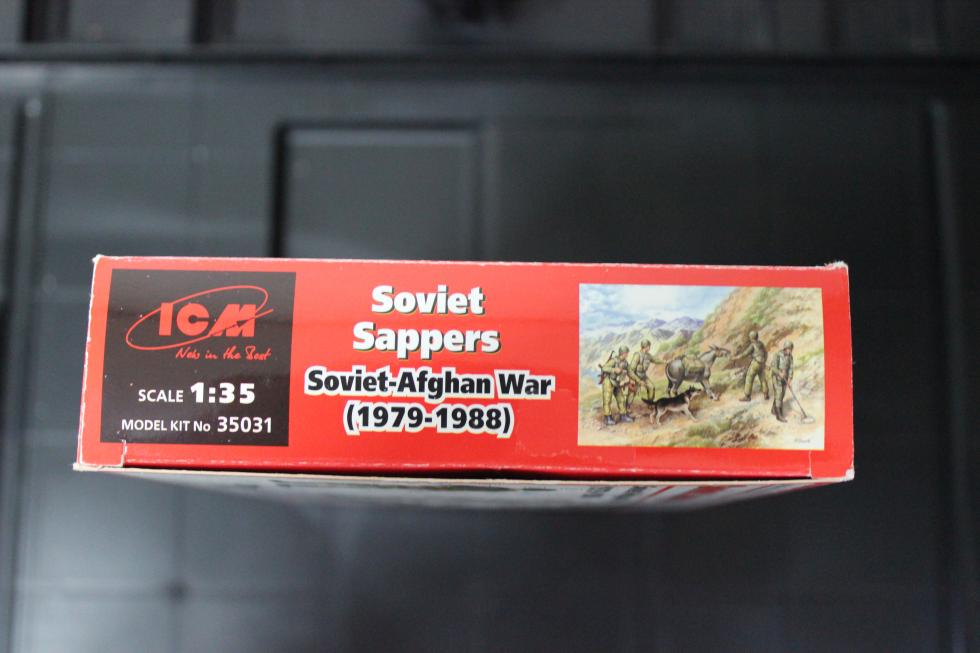 ICM
New in the Best
SCALE 1:35
MODEL KIT No 35031
Soviet
Sappers
Soviet-Afghan War
(1979-1988)